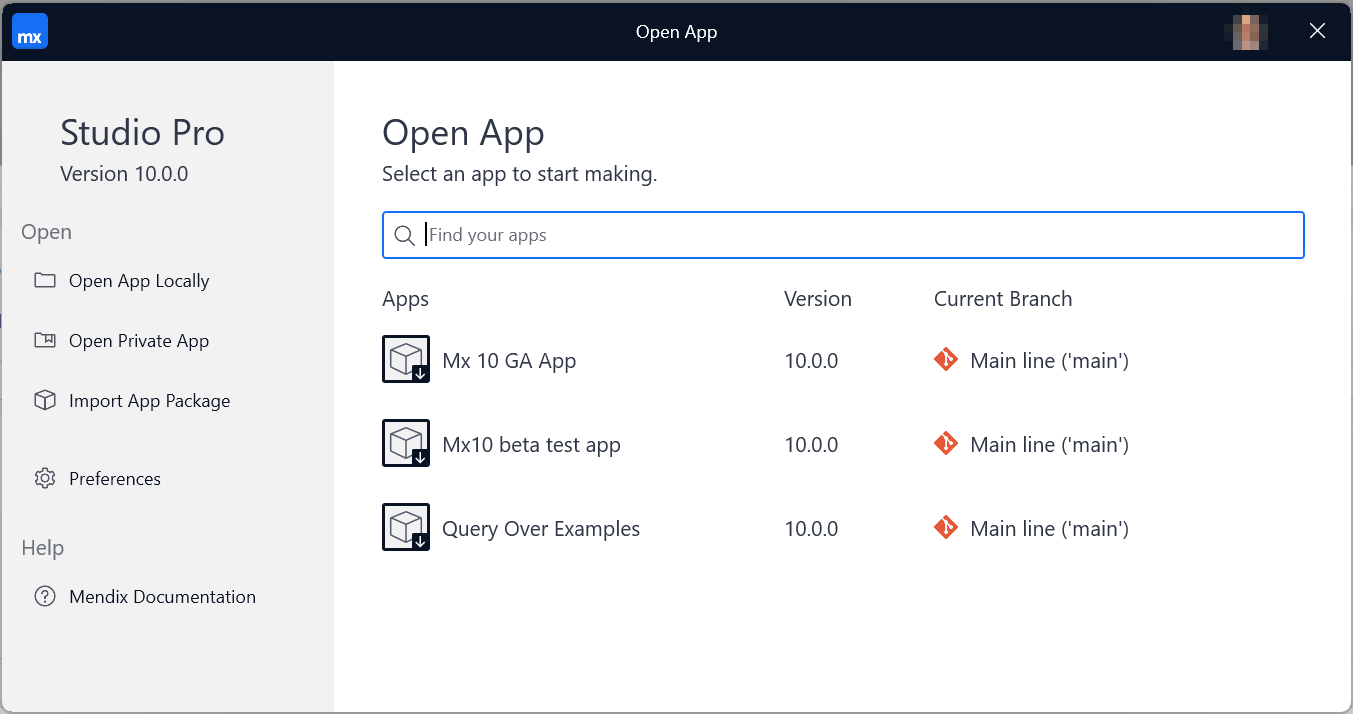 mx
Open App
Studio Pro
Version 10.0.0
Open
Open App Locally
Open Private App
Import App Package
Preferences
Help
Mendix Documentation
Open App
Select an app to start making.
Find your apps
Apps Version Current Branch
Mx 10 GA App 10.0.0 Main line ('main')
Mx10 beta test app 10.0.0 Main line ('main')
Query Over Examples 10.0.0 Main line ('main')